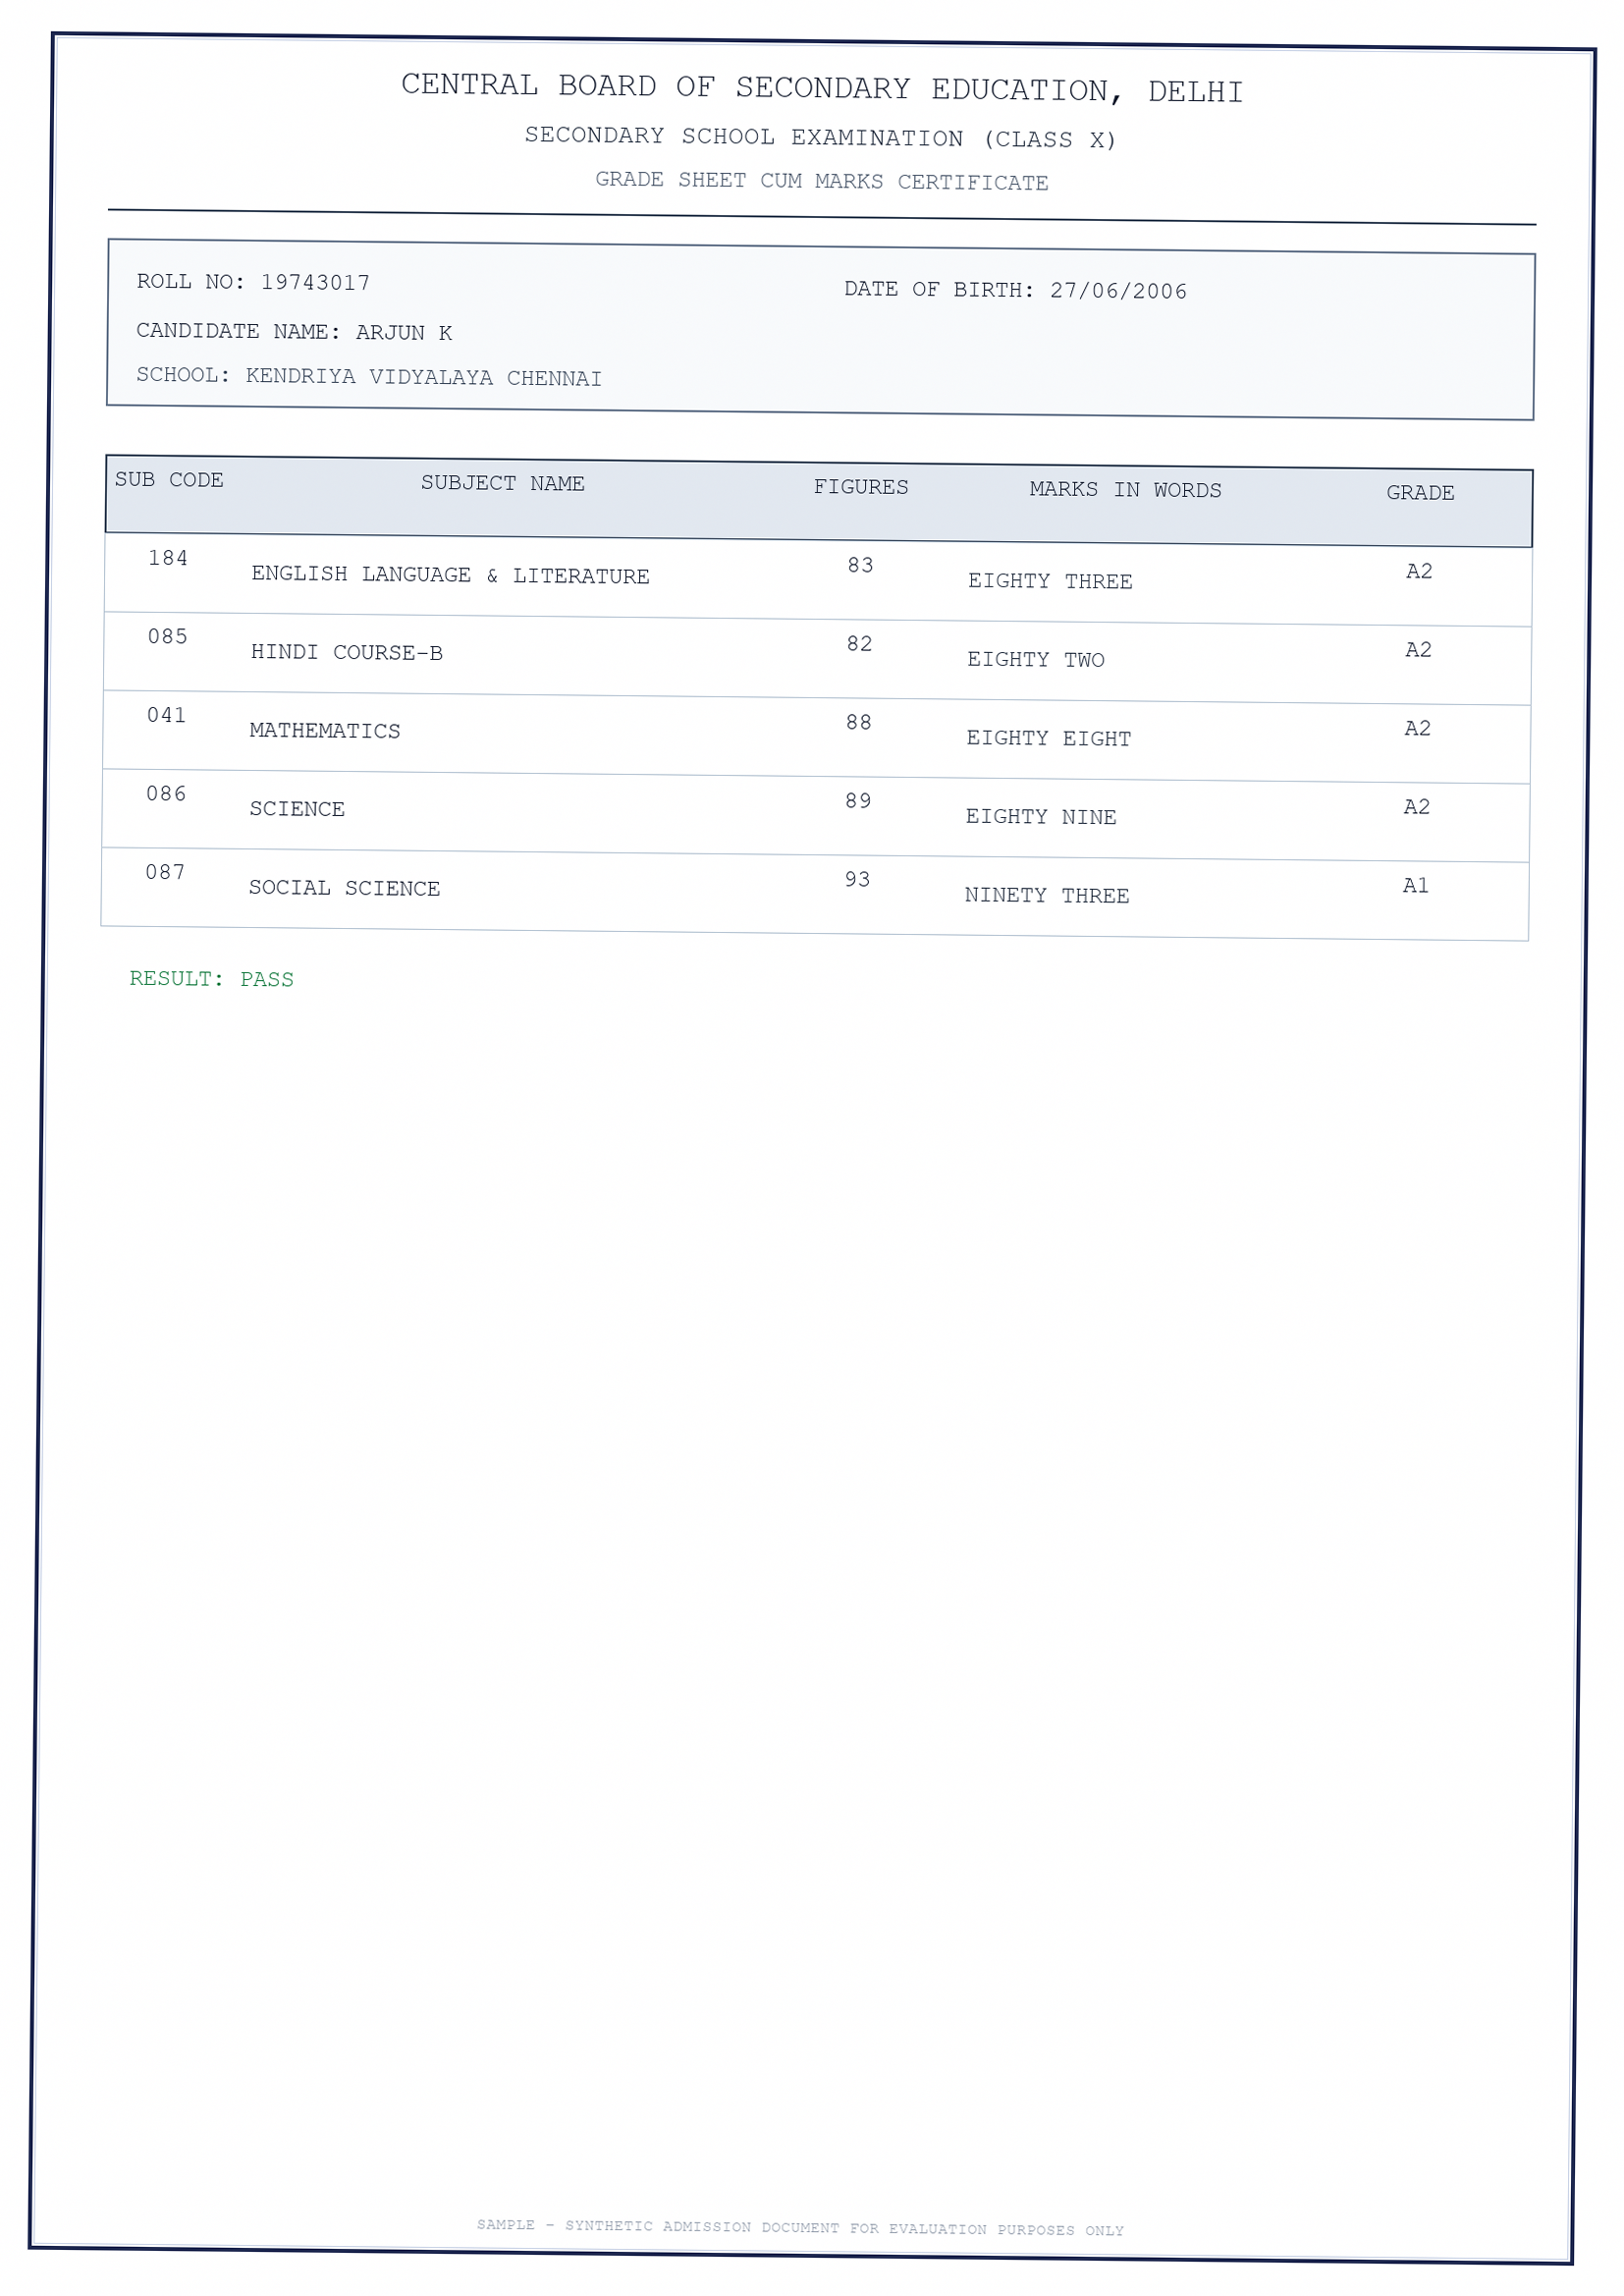 CENTRAL BOARD OF SECONDARY EDUCATION, DELHI
SECONDARY SCHOOL EXAMINATION (CLASS X)
GRADE SHEET CUM MARKS CERTIFICATE
ROLL NO: 19743017 DATE OF BIRTH: 27/06/2006
CANDIDATE NAME: ARJUN K
SCHOOL: KENDRIYA VIDYALAYA CHENNAI
SUB CODE SUBJECT NAME FIGURES MARKS IN WORDS GRADE
184 ENGLISH LANGUAGE & LITERATURE 83 EIGHTY THREE A2
085 HINDI COURSE-B 82 EIGHTY TWO A2
041 MATHEMATICS 88 EIGHTY EIGHT A2
086 SCIENCE 89 EIGHTY NINE A2
087 SOCIAL SCIENCE 93 NINETY THREE A1
RESULT: PASS
SAMPLE - SYNTHETIC ADMISSION DOCUMENT FOR EVALUATION PURPOSES ONLY